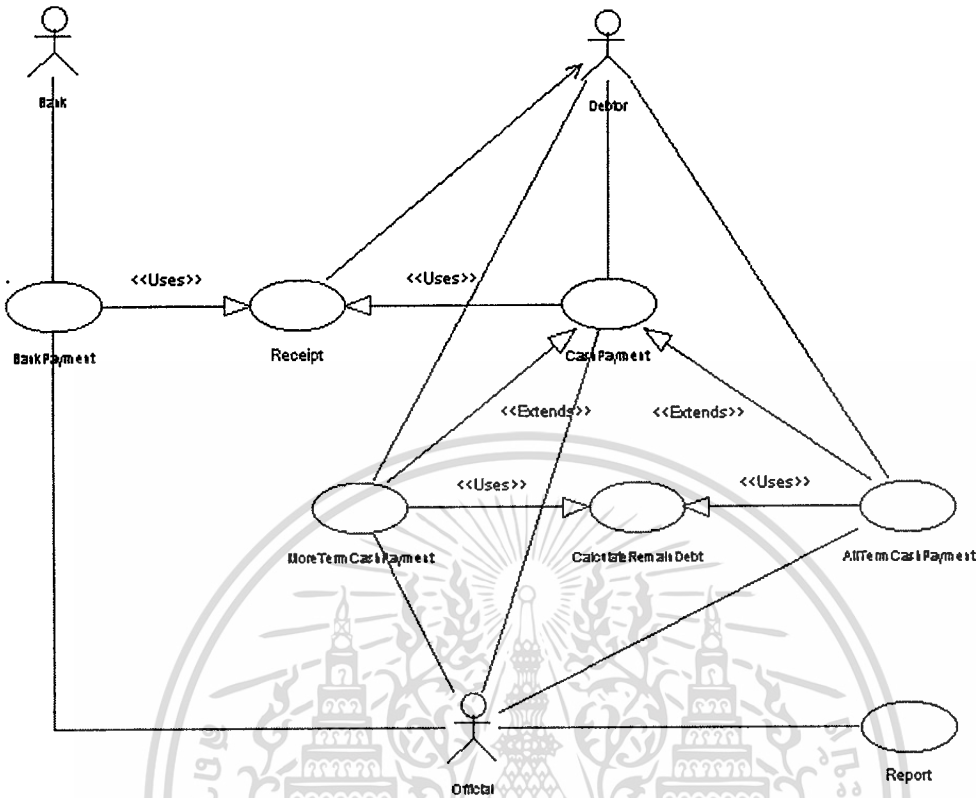 Bank
Debtor
<<Uses>>
<<Uses>>
BankPayment
Receipt
CashPayment
<<Extends>>
<<Extends>>
<<Uses>>
<<Uses>>
MoreTermCashPayment
CalculateRemainDebt
AllTermCashPayment
Official
Report